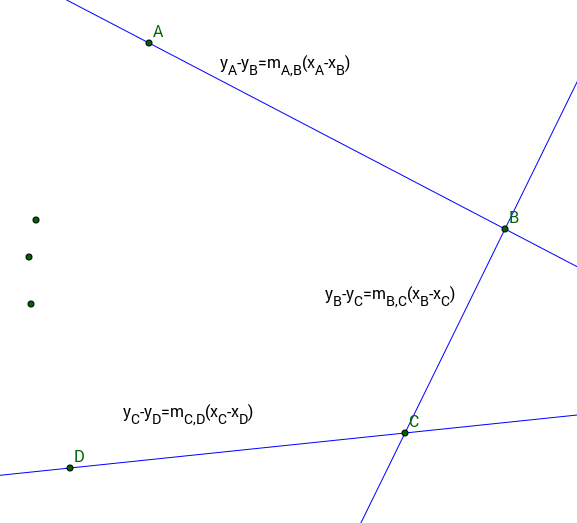 A
y_A-y_B=m_A,B(x_A-x_B)
B
y_B-y_C=m_B,C(x_B-x_C)
y_C-y_D=m_C,D(x_C-x_D)
C
D